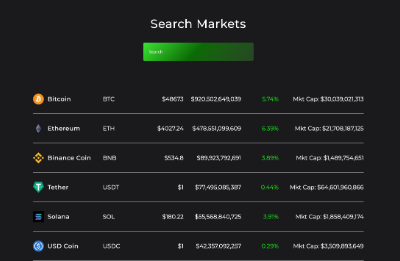 Search Markets
Search
Bitcoin BTC $48673 $920,502,649,039 5.74% Mkt Cap: $30,039,021,313
Ethereum ETH $4027.24 $478,551,099,609 6.39% Mkt Cap: $21,708,187,125
Binance Coin BNB $534.8 $89,923,792,691 3.89% Mkt Cap: $1,489,754,651
Tether USDT $1 $77,496,085,387 0.44% Mkt Cap: $64,601,960,866
Solana SOL $180.22 $55,568,840,725 3.91% Mkt Cap: $1,858,409,174
USD Coin USDC $1 $42,357,092,257 0.29% Mkt Cap: $3,509,893,649